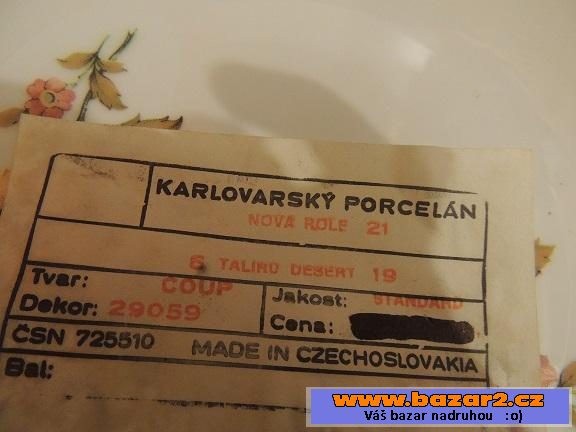 KARLOVARSKÝ PORCELÁN
NOVA ROLE 21
6 TALIRU DESERT 19
Tvar: COUP
Jakost: STANDARD
Dekor: 29059
Cena:
ČSN 725510 MADE IN CZECHOSLOVAKIA
Bal:
www.bazar2.cz
Váš bazar nadruhou :o)